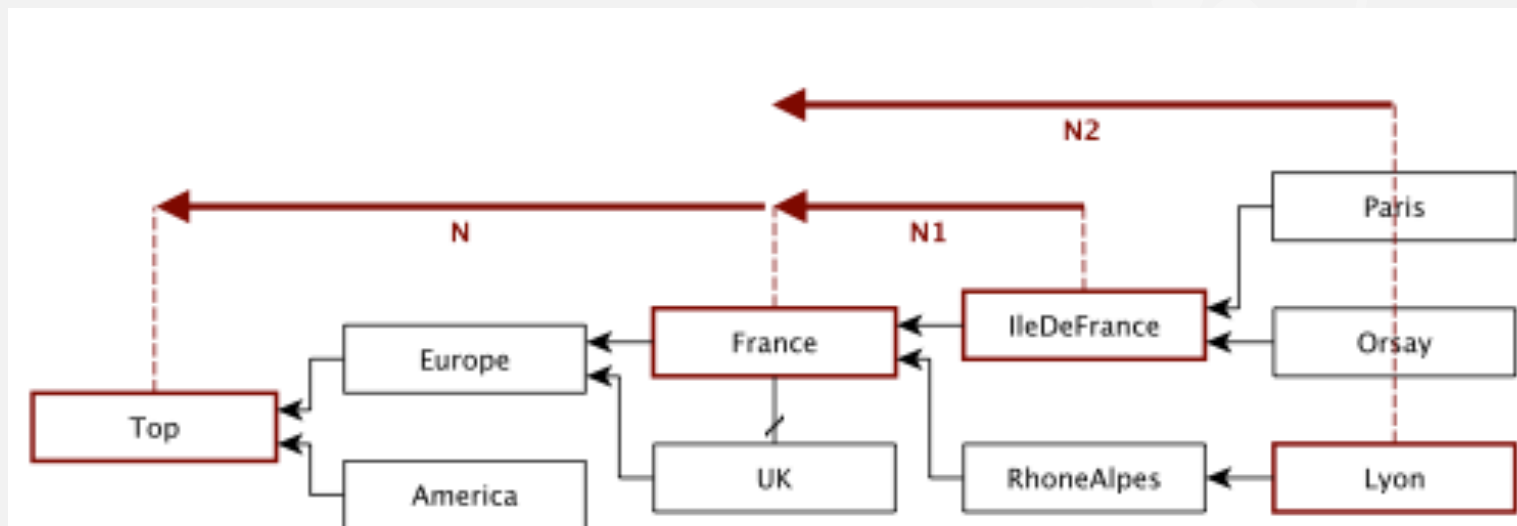 N2
Paris
N
N1
IleDeFrance
France
Orsay
Europe
Top
UK
RhoneAlpes
Lyon
America